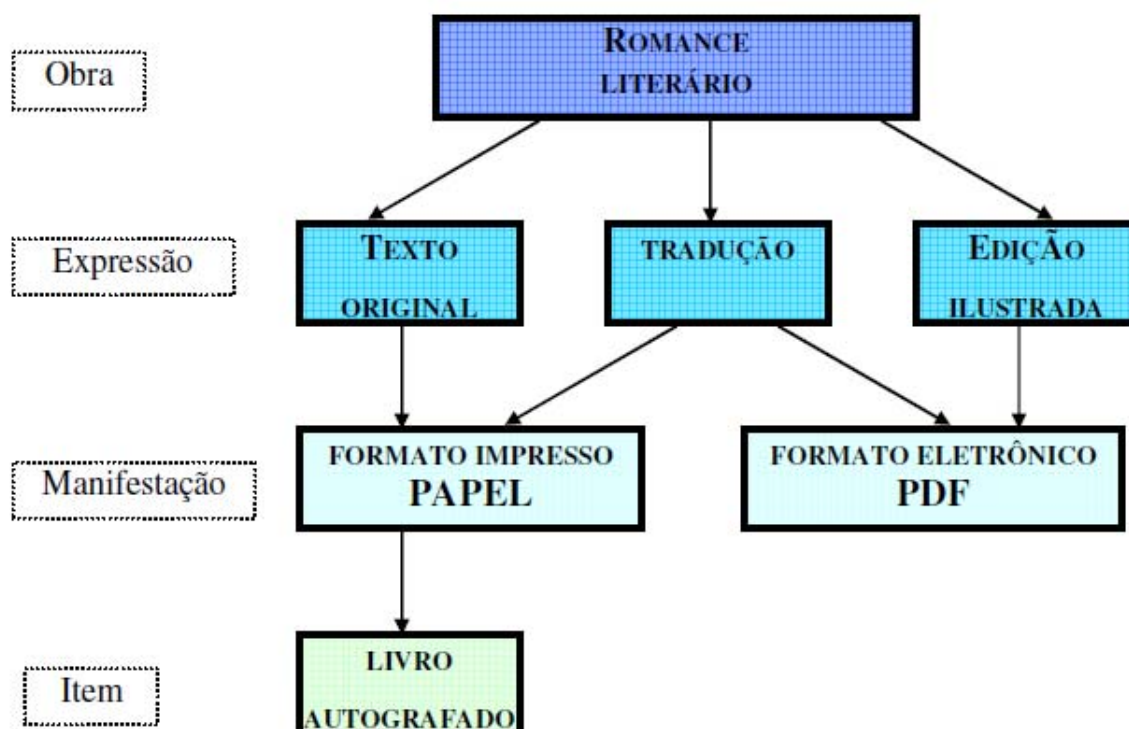 Obra
ROMANCE
LITERÁRIO
Expressão
TEXTO
ORIGINAL
TRADUÇÃO
EDIÇÃO
ILUSTRADA
Manifestação
FORMATO IMPRESSO
PAPEL
FORMATO ELETRÔNICO
PDF
Item
LIVRO
AUTOGRAFADO